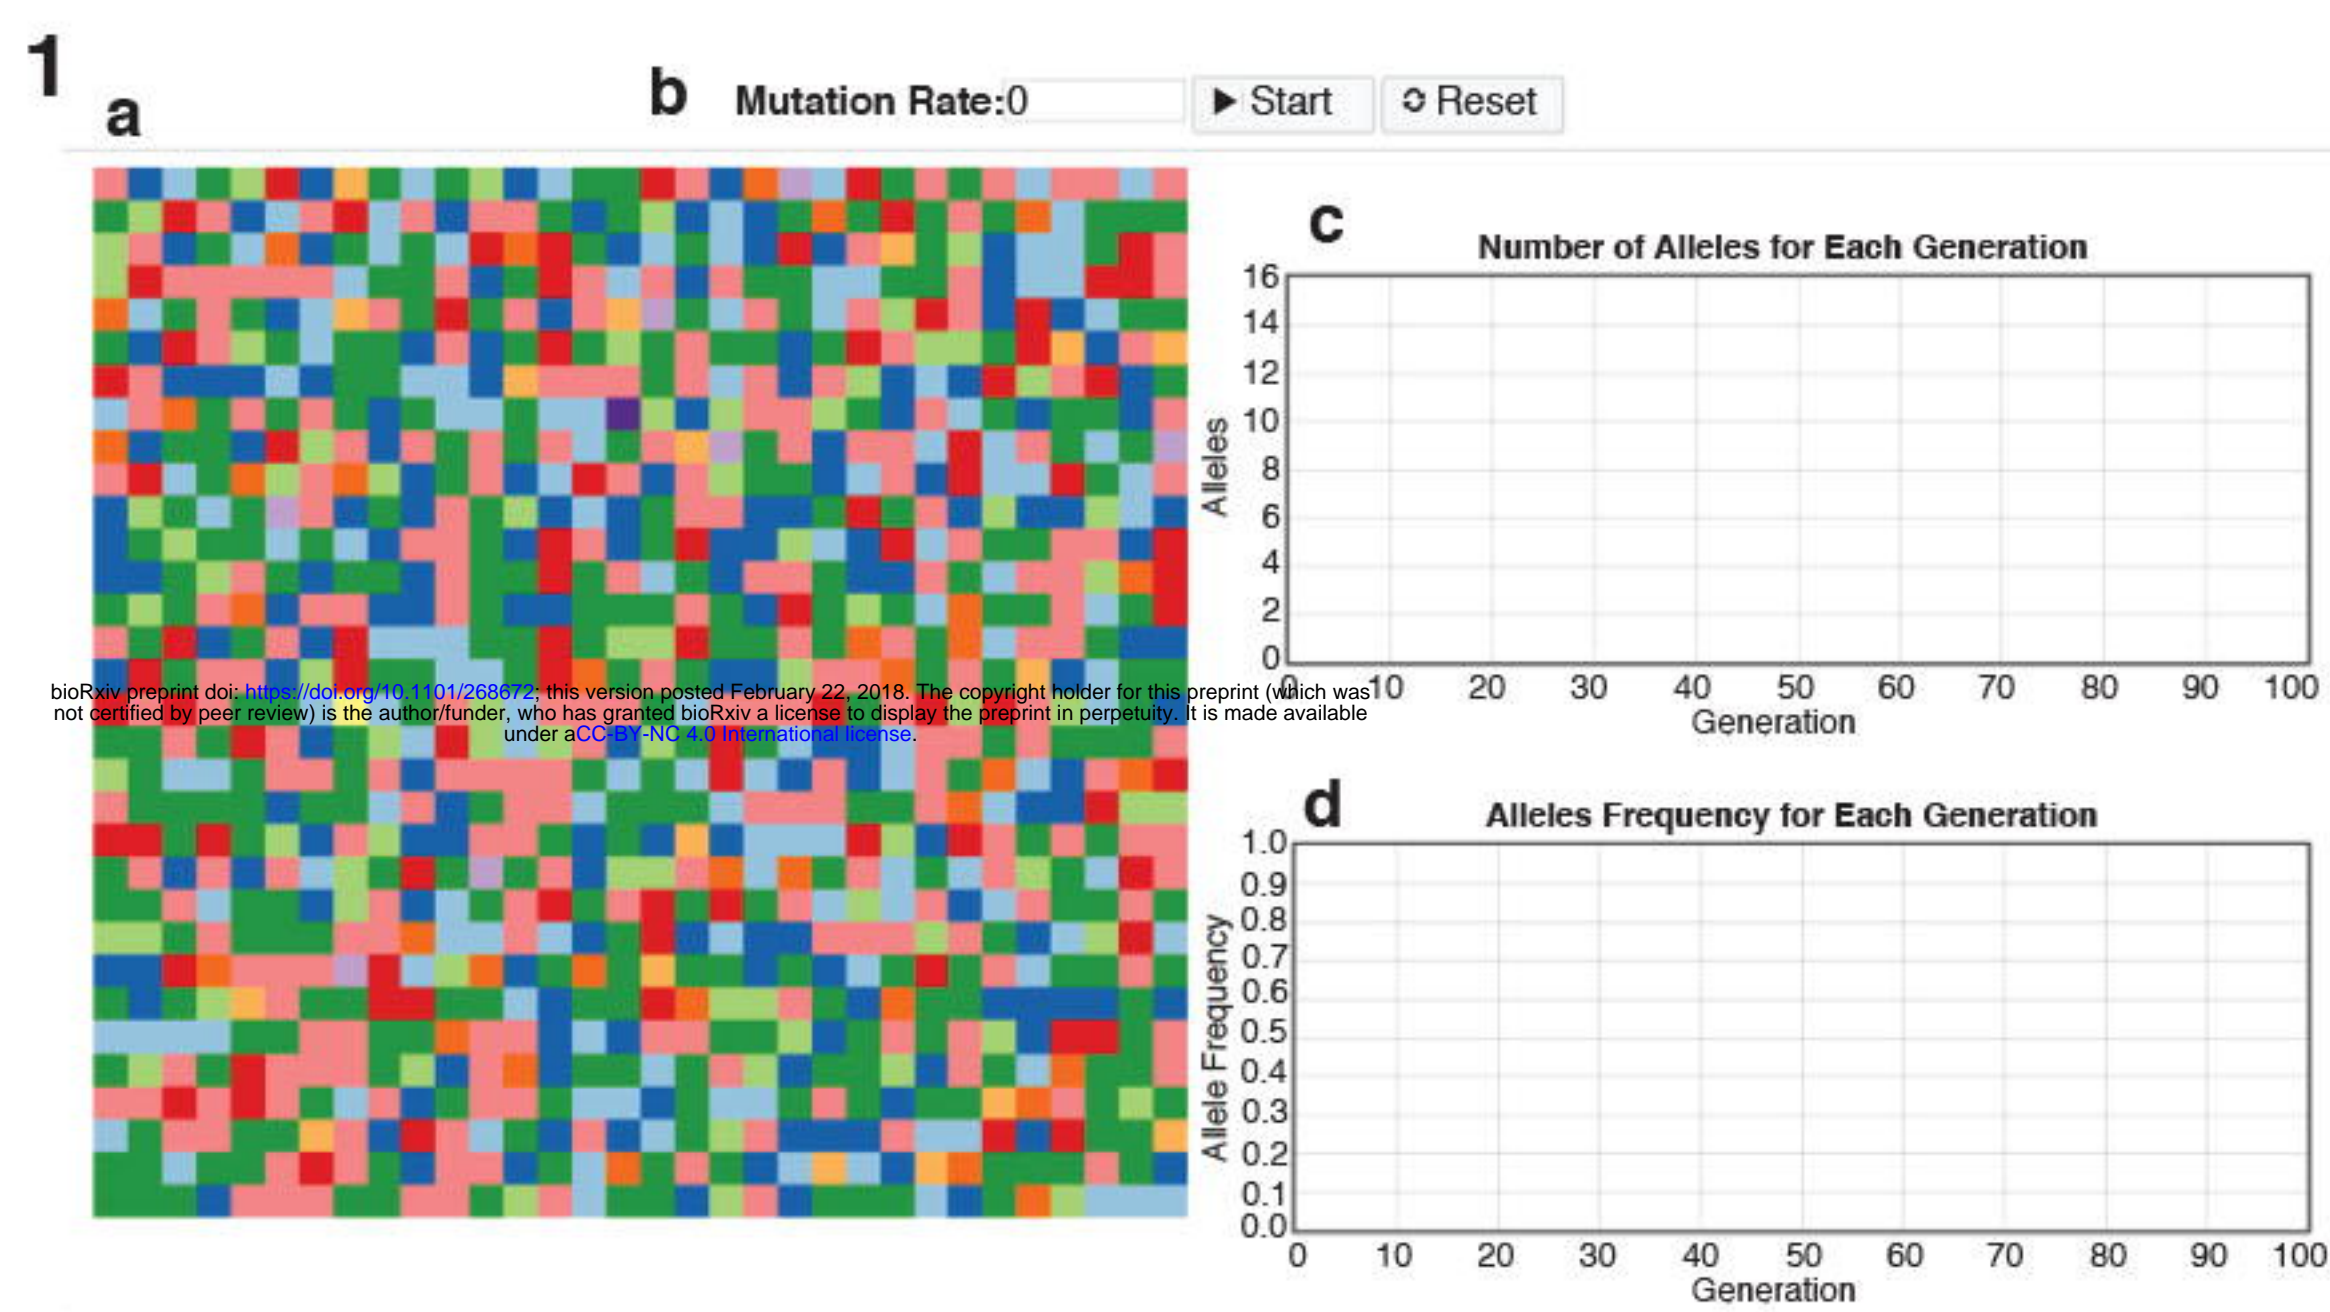 1
a
b Mutation Rate:0 Start Reset
c
Number of Alleles for Each Generation
Alleles
16
14
12
10
8
6
4
2
0
10 20 30 40 50 60 70 80 90 100
Generation
bioRxiv preprint doi: https://doi.org/10.1101/268672; this version posted February 22, 2018. The copyright holder for this preprint (which was
not certified by peer review) is the author/funder, who has granted bioRxiv a license to display the preprint in perpetuity. It is made available
under aCC-BY-NC 4.0 International license.
d
Alleles Frequency for Each Generation
Allele Frequency
1.0
0.9
0.8
0.7
0.6
0.5
0.4
0.3
0.2
0.1
0.0
0 10 20 30 40 50 60 70 80 90 100
Generation